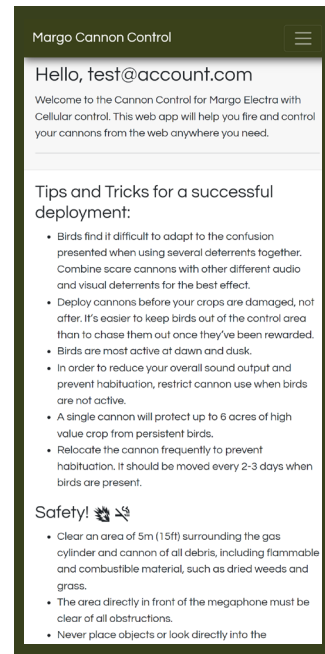 Margo Cannon Control
Hello, test@account.com
Welcome to the Cannon Control for Margo Electra with
Cellular control. This web app will help you fire and control
your cannons from the web anywhere you need.
Tips and Tricks for a successful
deployment:
• Birds find it difficult to adapt to the confusion
presented when using several deterrents together.
Combine scare cannons with other different audio
and visual deterrents for the best effect.
• Deploy cannons before your crops are damaged, not
after. It's easier to keep birds out of the control area
than to chase them out once they've been rewarded.
• Birds are most active at dawn and dusk.
• In order to reduce your overall sound output and
prevent habituation, restrict cannon use when birds
are not active.
• A single cannon will protect up to 6 acres of high
value crop from persistent birds.
• Relocate the cannon frequently to prevent
habituation. It should be moved every 2-3 days when
birds are present.
Safety!
• Clear an area of 5m (15ft) surrounding the gas
cylinder and cannon of all debris, including flammable
and combustible material, such as dried weeds and
grass.
• The area directly in front of the megaphone must be
clear of all obstructions.
• Never place objects or look directly into the